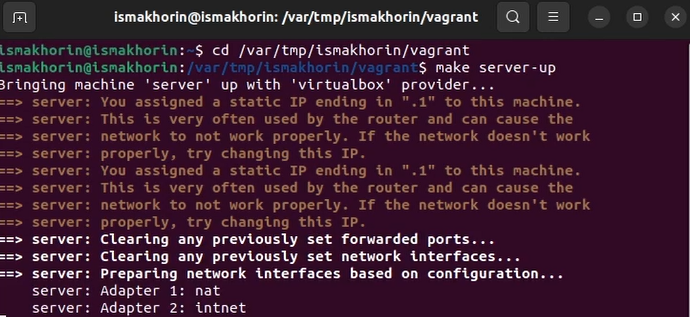 ismakhorin@ismakhorin: /var/tmp/ismakhorin/vagrant
ismakhorin@ismakhorin:~$ cd /var/tmp/ismakhorin/vagrant
ismakhorin@ismakhorin:/var/tmp/ismakhorin/vagrant$ make server-up
Bringing machine 'server' up with 'virtualbox' provider...
==> server: You assigned a static IP ending in ".1" to this machine.
==> server: This is very often used by the router and can cause the
==> server: network to not work properly. If the network doesn't work
==> server: properly, try changing this IP.
==> server: You assigned a static IP ending in ".1" to this machine.
==> server: This is very often used by the router and can cause the
==> server: network to not work properly. If the network doesn't work
==> server: properly, try changing this IP.
==> server: Clearing any previously set forwarded ports...
==> server: Clearing any previously set network interfaces...
==> server: Preparing network interfaces based on configuration...
    server: Adapter 1: nat
    server: Adapter 2: intnet